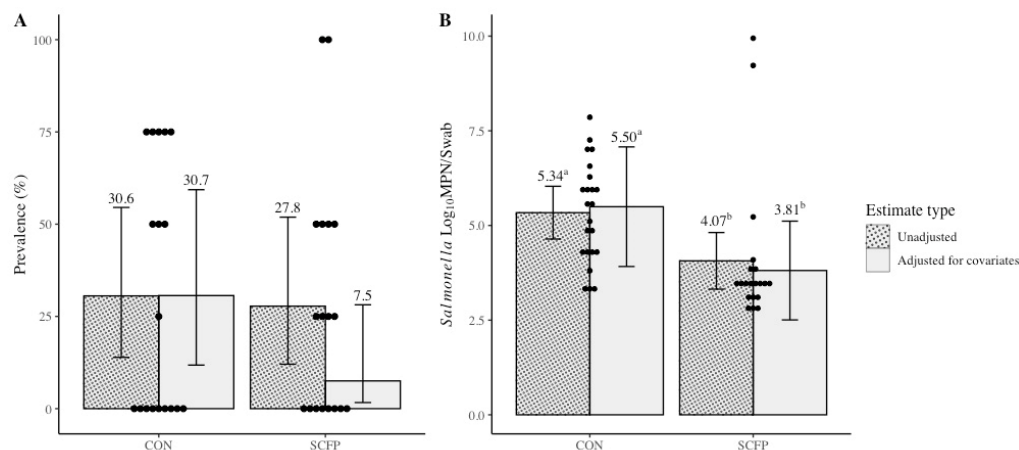 A
Prevalence (%)
100
75
50
25
0
30.6
30.7
27.8
7.5
CON
SCFP
B
Salmonella Log₁₀MPN/Swab
10.0
7.5
5.0
2.5
0.0
5.34ᵃ
5.50ᵃ
4.07ᵇ
3.81ᵇ
CON
SCFP
Estimate type
Unadjusted
Adjusted for covariates